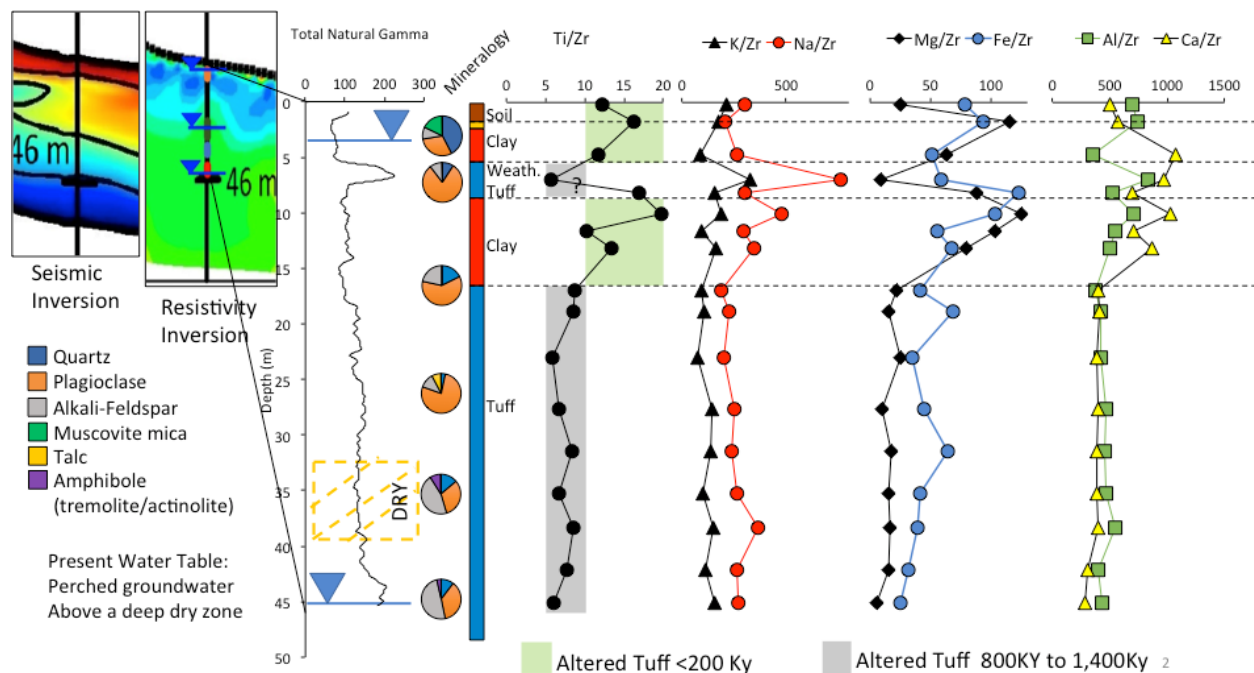 Total Natural Gamma
Mineralogy
Ti/Zr
K/Zr
Na/Zr
Mg/Zr
Fe/Zr
Al/Zr
Ca/Zr
0
100
200
300
0
5
10
15
20
0
500
0
50
100
0
500
1000
1500
46 m
46 m
Seismic
Inversion
Resistivity
Inversion
Quartz
Plagioclase
Alkali-Feldspar
Muscovite mica
Talc
Amphibole
(tremolite/actinolite)
Present Water Table:
Perched groundwater
Above a deep dry zone
Depth (m)
0
5
10
15
20
25
30
35
40
45
50
DRY
Soil
Clay
Weath.
Tuff
Clay
Tuff
?
Altered Tuff <200 Ky
Altered Tuff 800KY to 1,400Ky
2